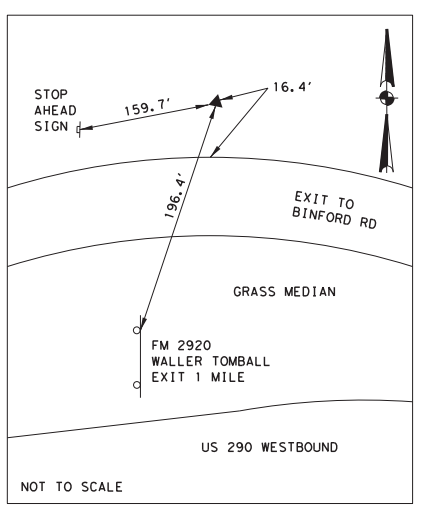 STOP
AHEAD
SIGN
159.7'
16.4'
196.4'
EXIT TO
BINFORD RD
GRASS MEDIAN
FM 2920
WALLER TOMBALL
EXIT 1 MILE
US 290 WESTBOUND
NOT TO SCALE